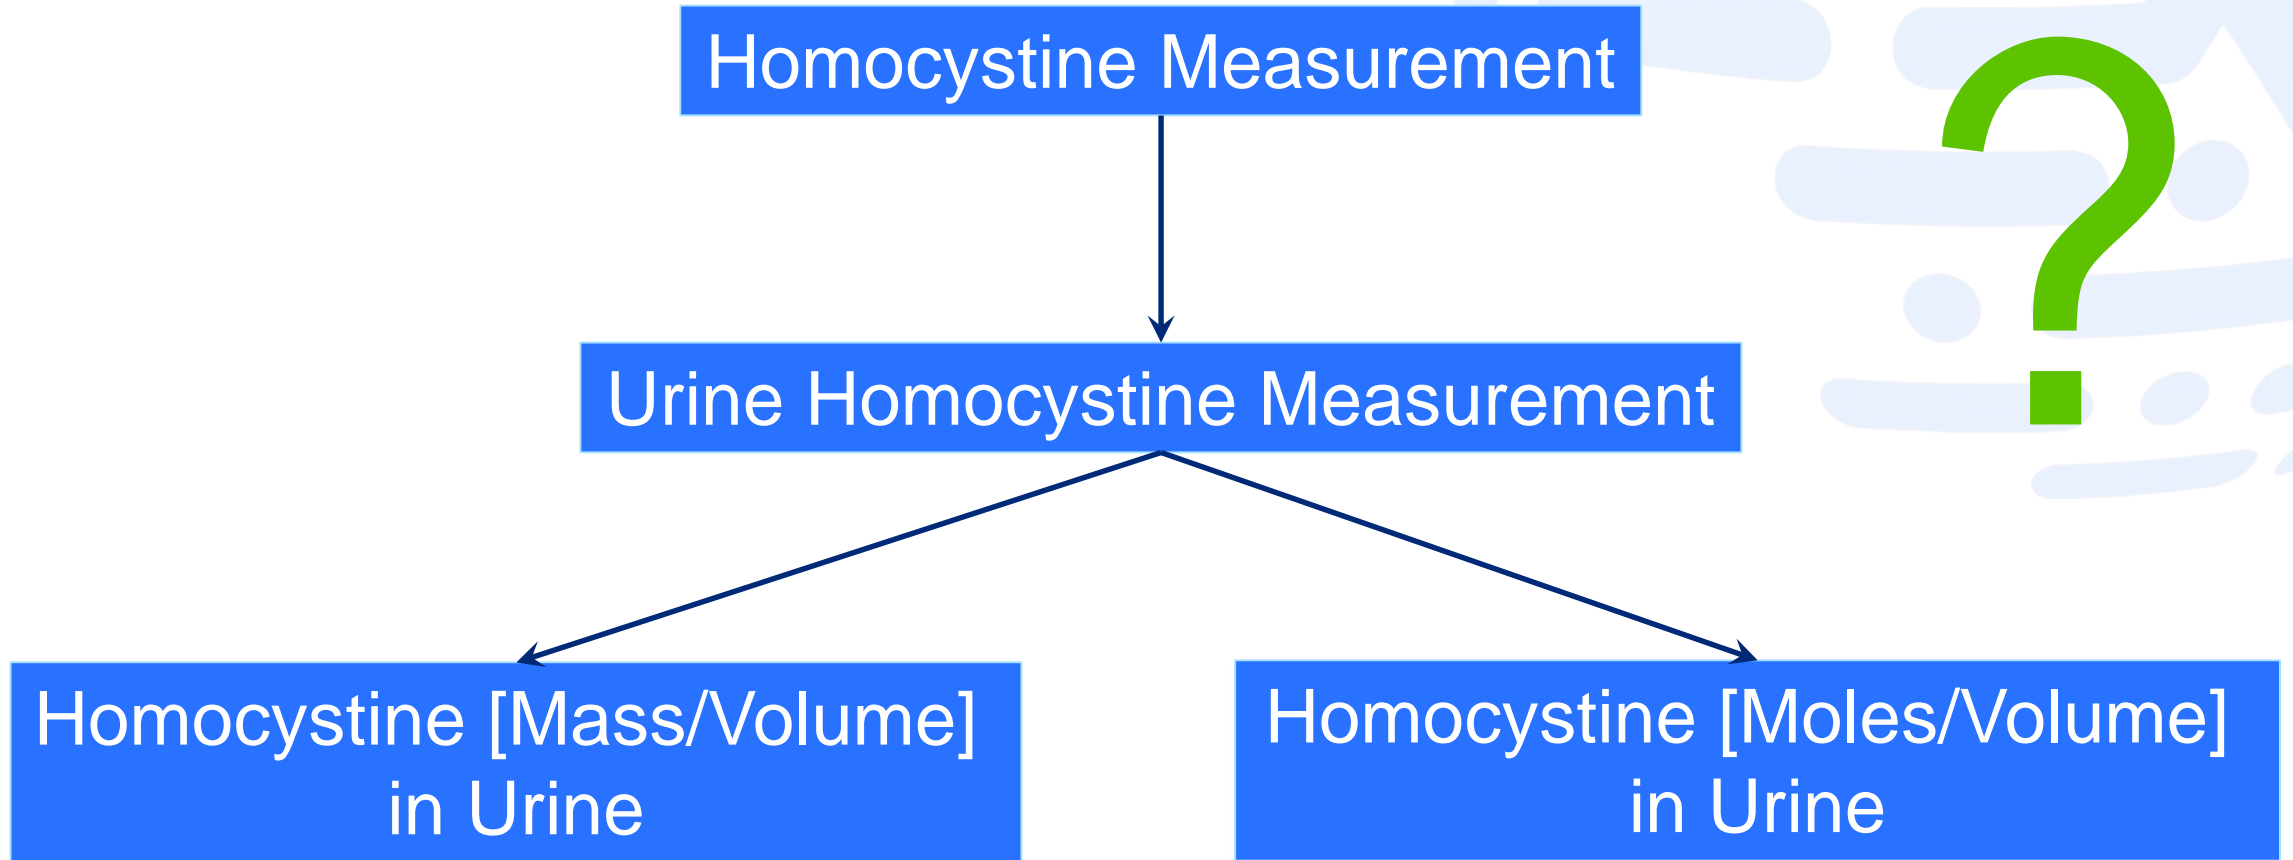 Homocystine Measurement
?
Urine Homocystine Measurement
Homocystine [Mass/Volume]
in Urine
Homocystine [Moles/Volume]
in Urine